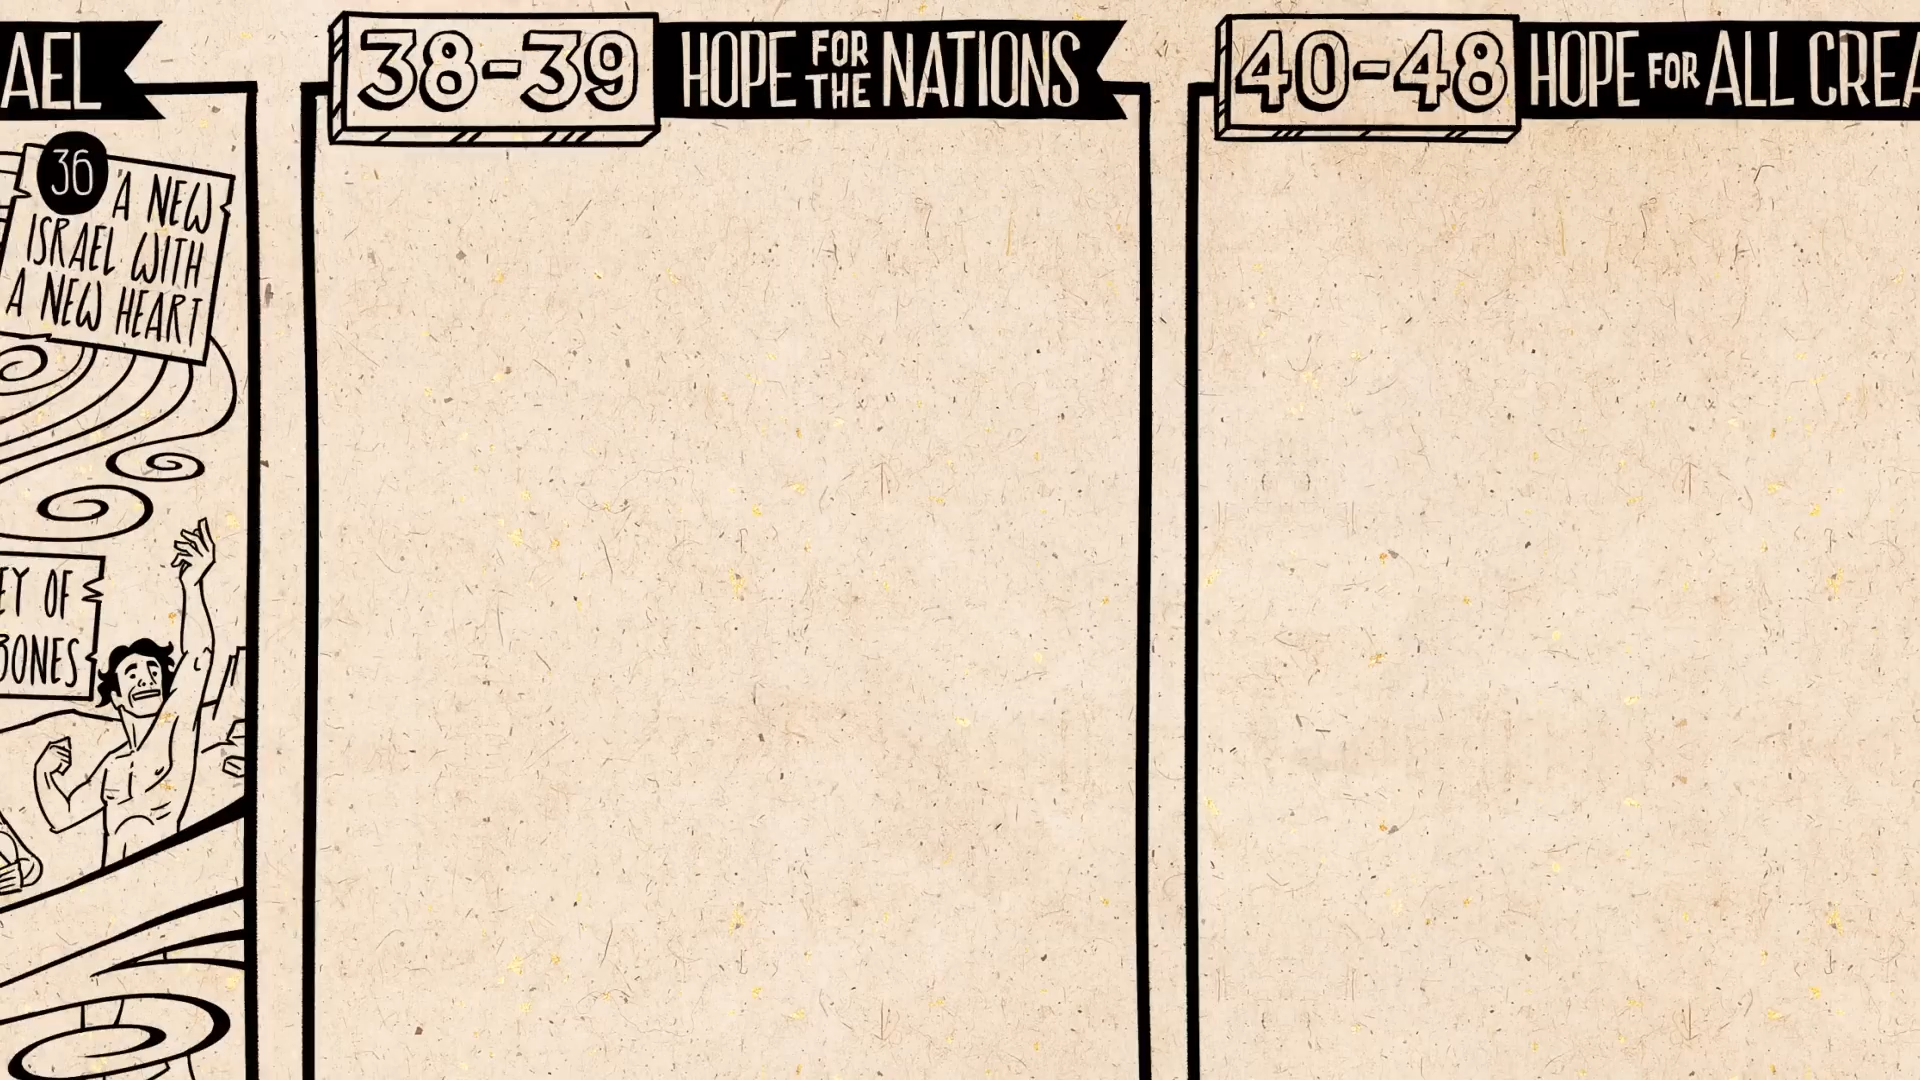 AEL
36
A NEW
ISRAEL WITH
A NEW HEART
EY OF
BONES
38-39 HOPE FOR THE NATIONS
40-48 HOPE FOR ALL CREA